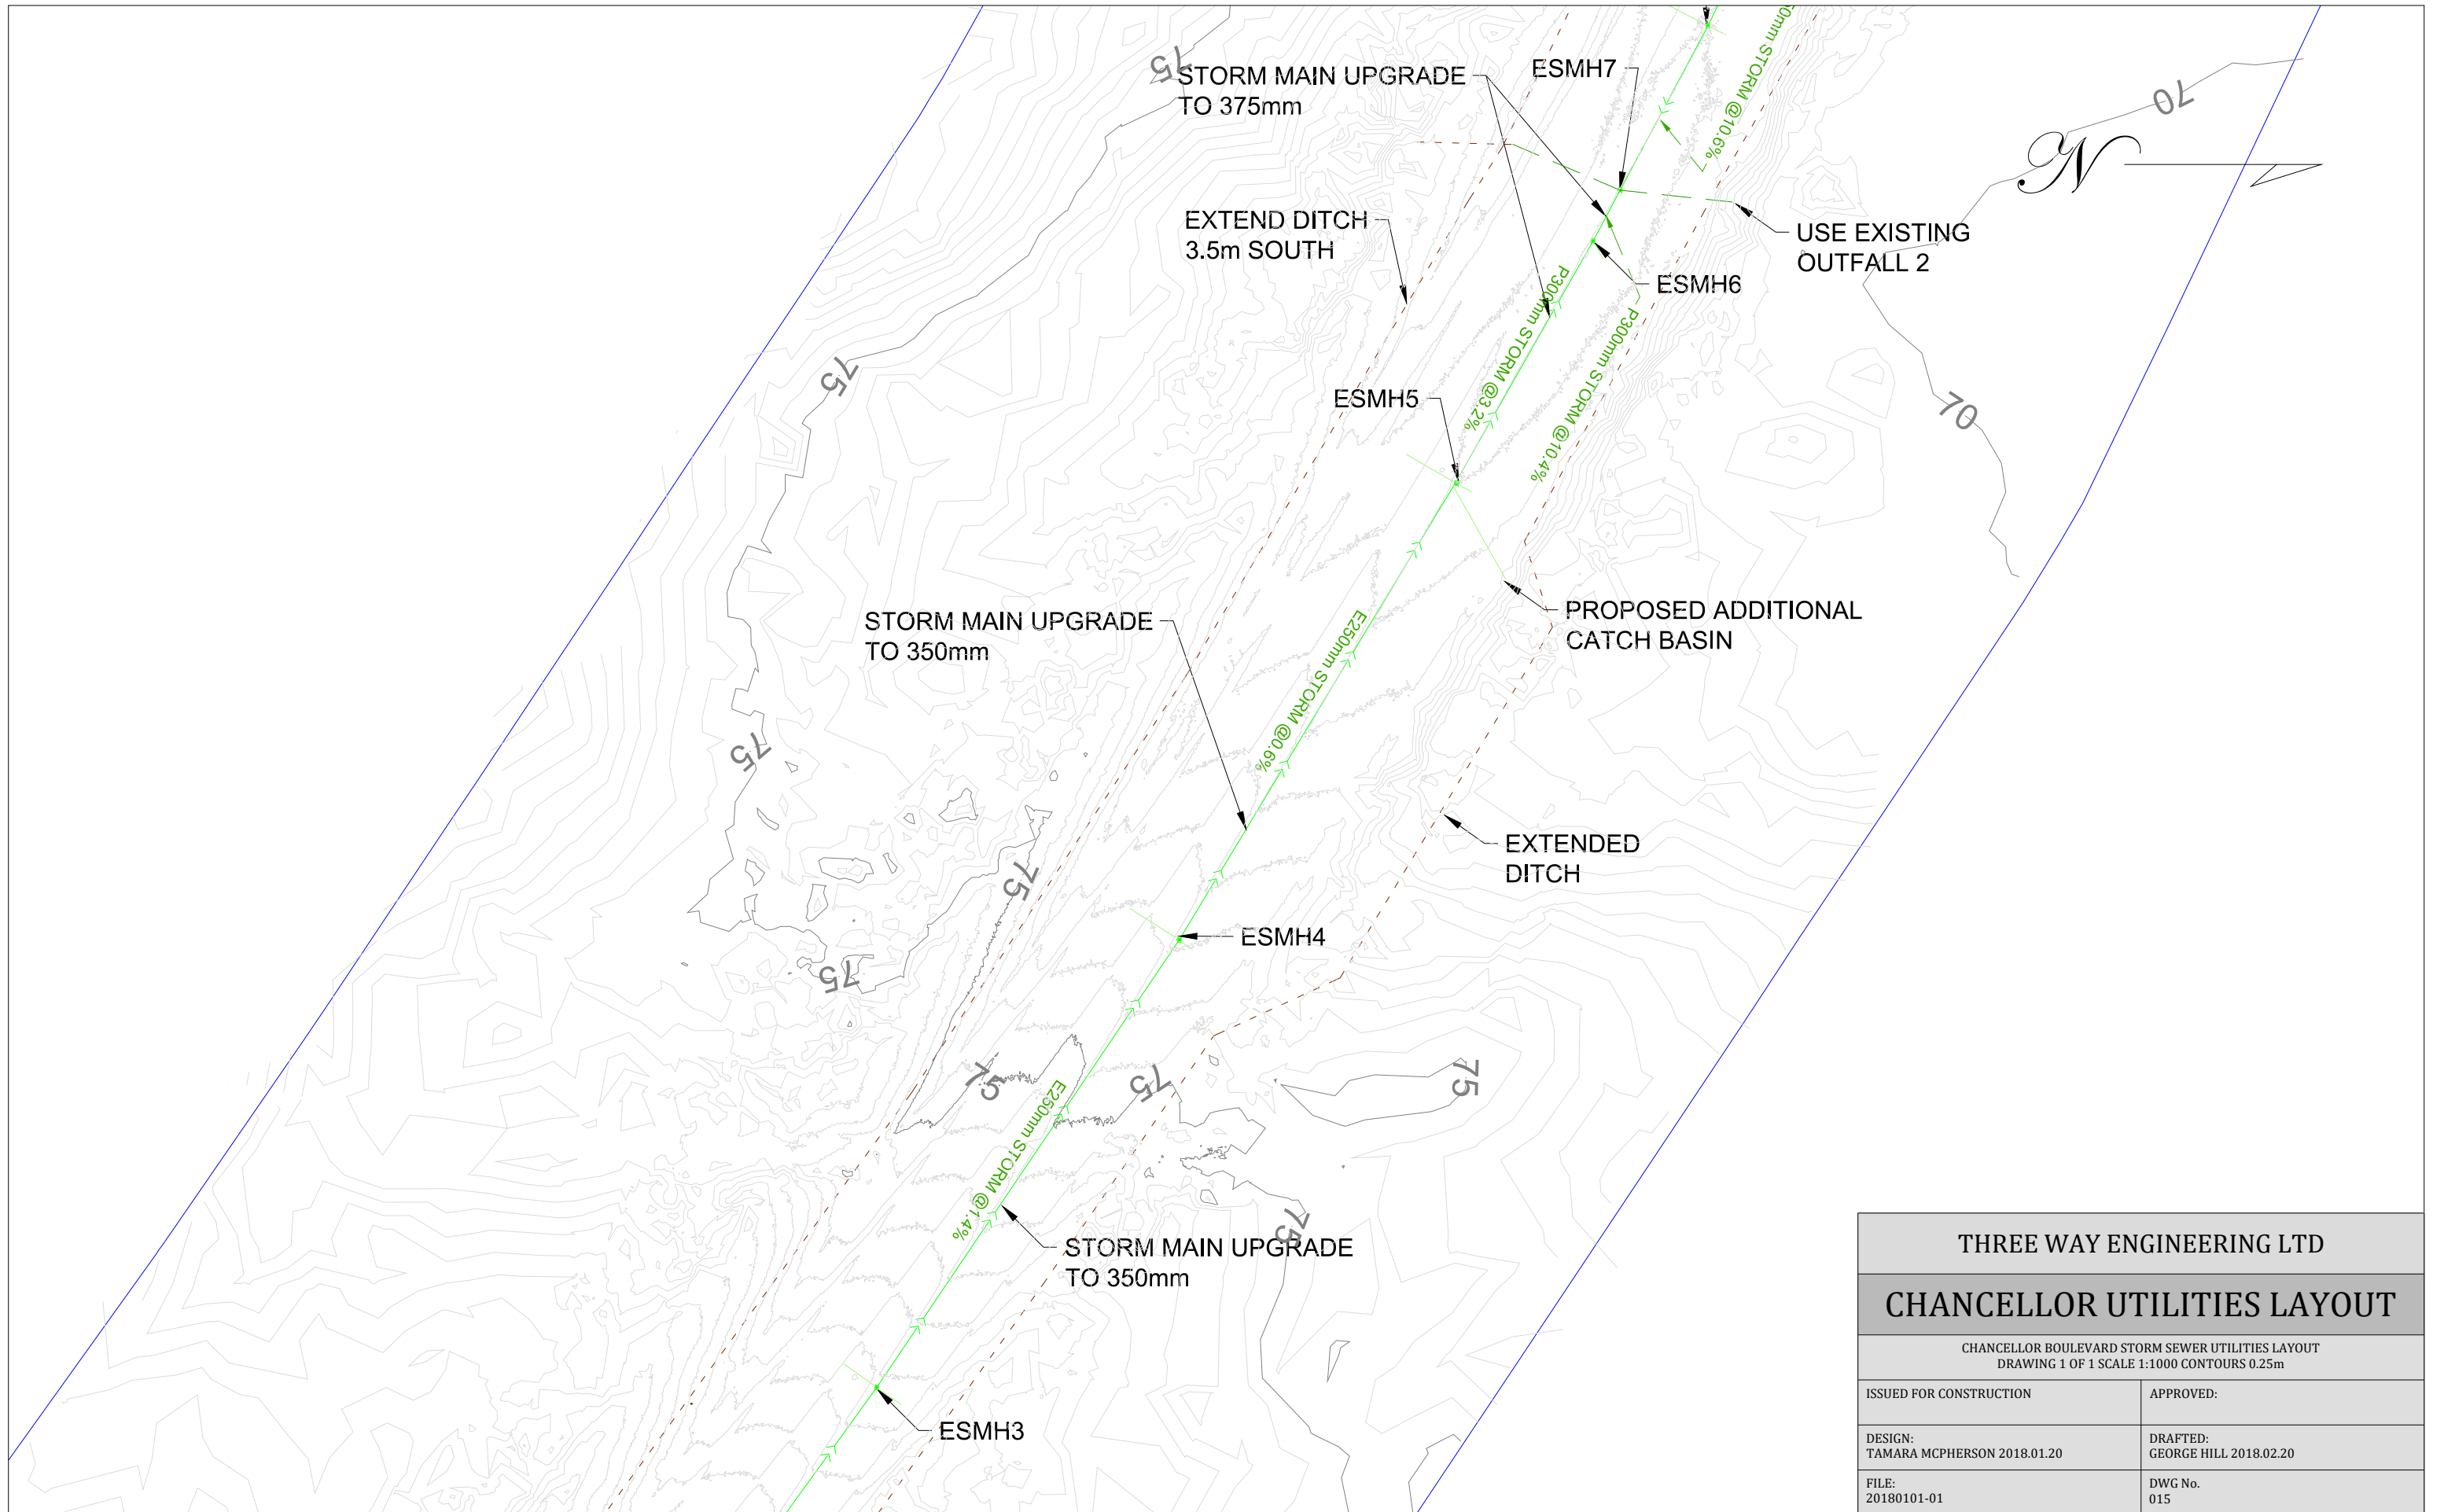 75
STORM MAIN UPGRADE
TO 375mm
ESMH7
0mm STORM @10.6%
70
N
EXTEND DITCH
3.5m SOUTH
USE EXISTING
OUTFALL 2
ESMH6
P300mm STORM @3.2%
P300mm STORM @10.4%
75
ESMH5
70
STORM MAIN UPGRADE
TO 350mm
E250mm STORM @0.6%
PROPOSED ADDITIONAL
CATCH BASIN
75
EXTENDED
DITCH
75
ESMH4
75
75
75
75
E250mm STORM @1.4%
STORM MAIN UPGRADE
TO 350mm
75
ESMH3
THREE WAY ENGINEERING LTD
CHANCELLOR UTILITIES LAYOUT
CHANCELLOR BOULEVARD STORM SEWER UTILITIES LAYOUT
DRAWING 1 OF 1 SCALE 1:1000 CONTOURS 0.25m
ISSUED FOR CONSTRUCTION
APPROVED:
DESIGN:
TAMARA MCPHERSON 2018.01.20
DRAFTED:
GEORGE HILL 2018.02.20
FILE:
20180101-01
DWG No.
015